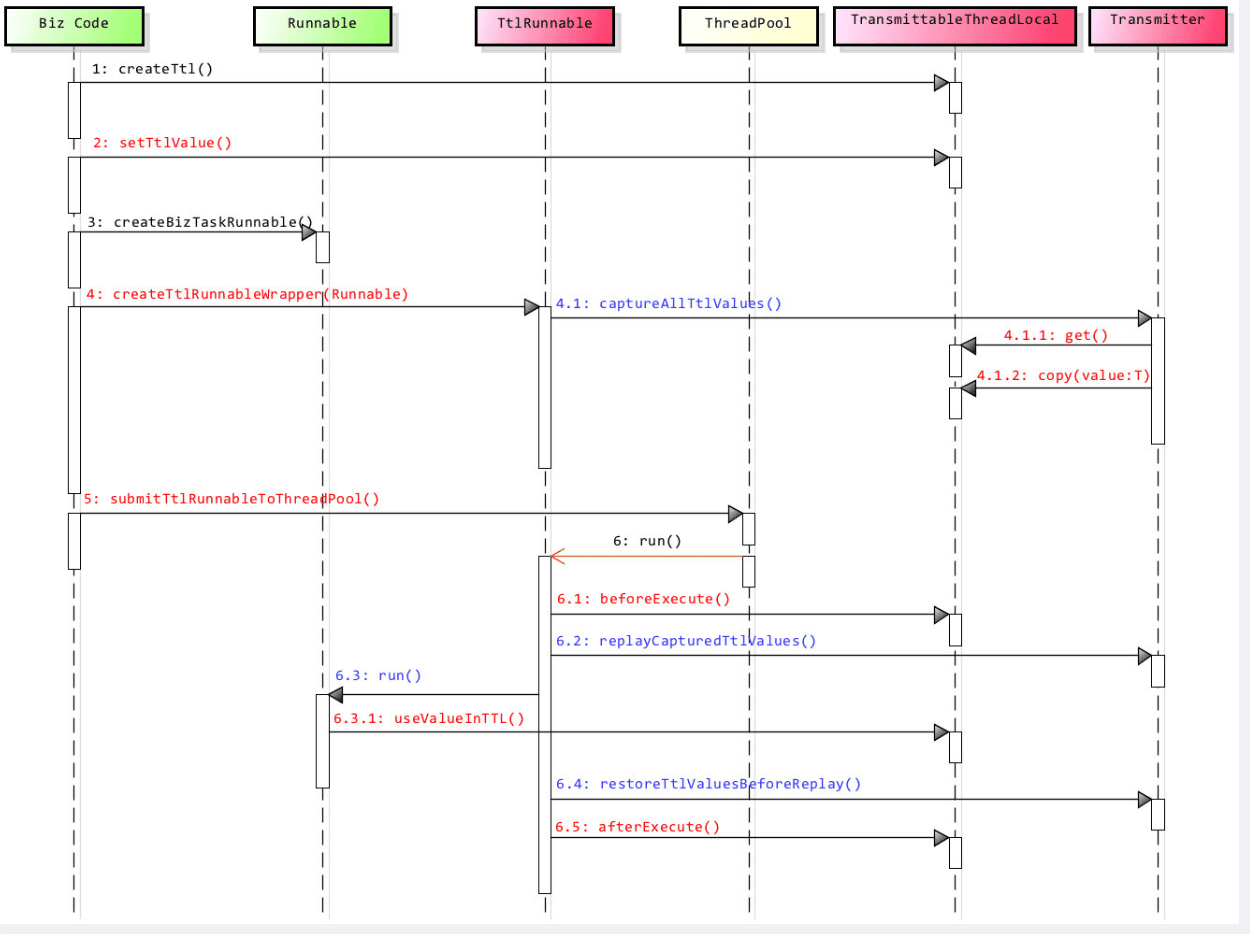 Biz Code
Runnable
TtlRunnable
ThreadPool
TransmittableThreadLocal
Transmitter
1: createTtl()
2: setTtlValue()
3: createBizTaskRunnable()
4: createTtlRunnableWrapper(Runnable)
4.1: captureAllTtlValues()
4.1.1: get()
4.1.2: copy(value:T)
5: submitTtlRunnableToThreadPool()
6: run()
6.1: beforeExecute()
6.2: replayCapturedTtlValues()
6.3: run()
6.3.1: useValueInTTL()
6.4: restoreTtlValuesBeforeReplay()
6.5: afterExecute()